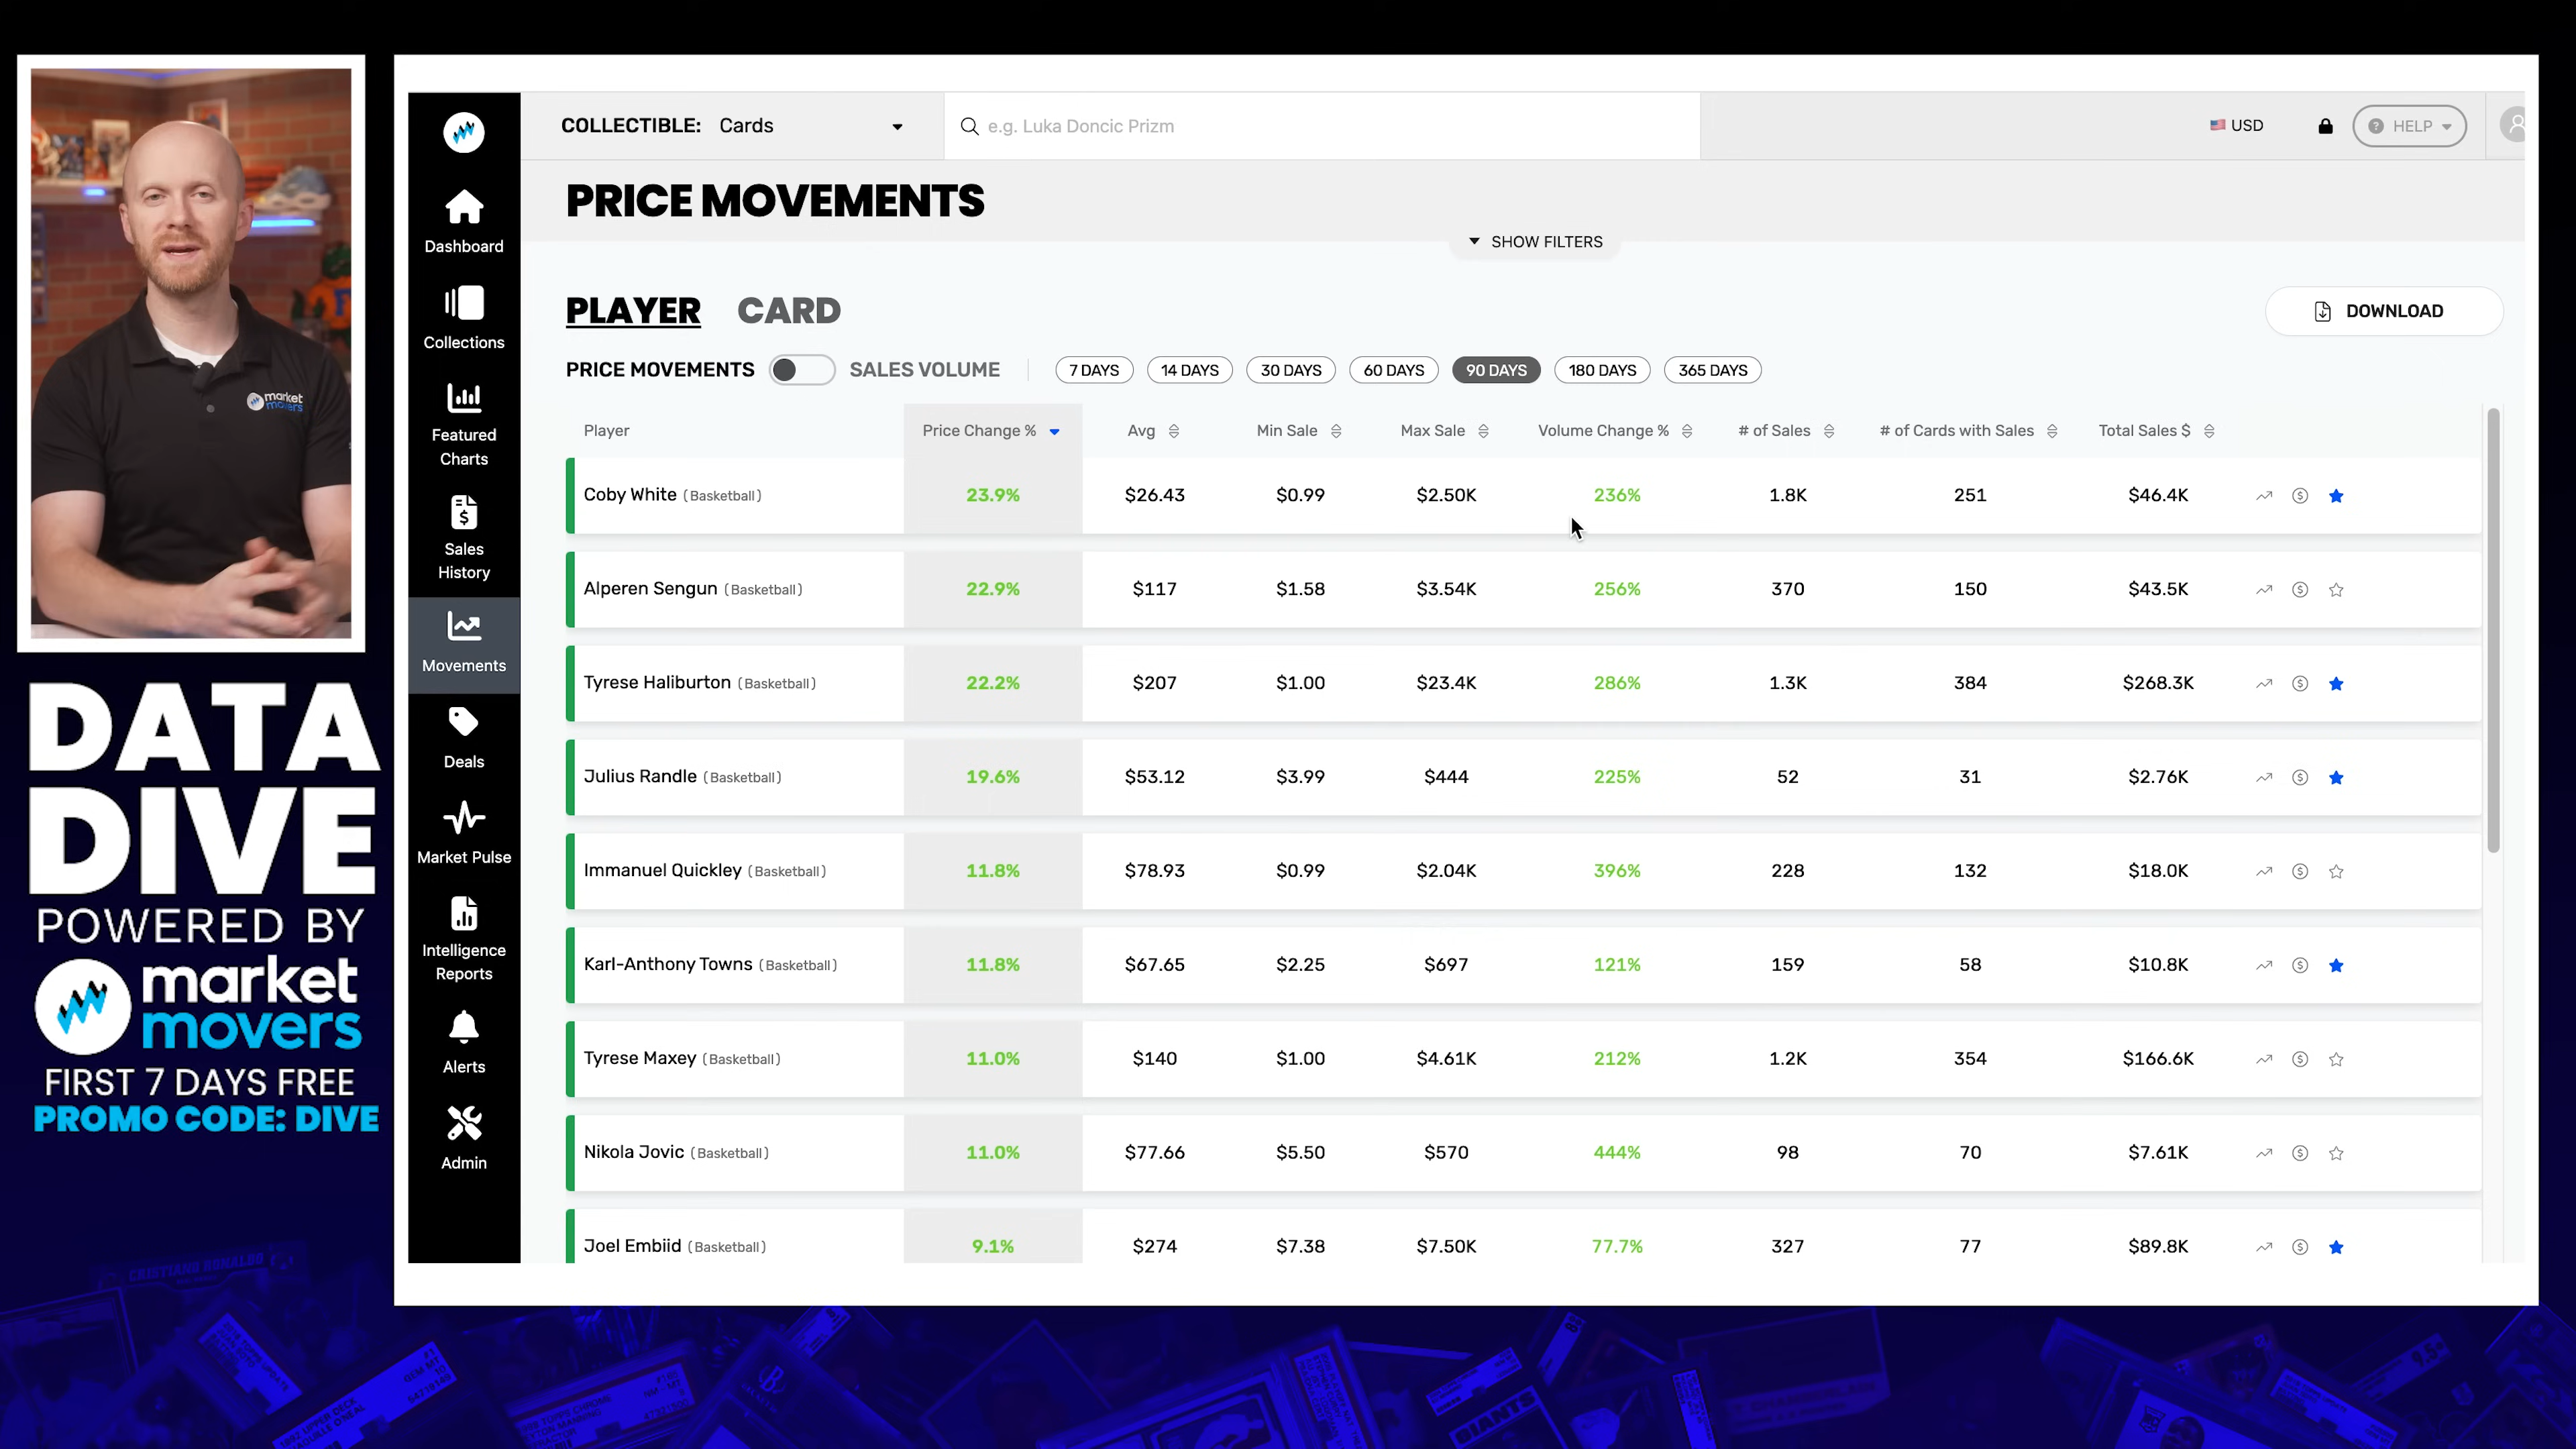 COLLECTIBLE: Cards
e.g. Luka Doncic Prizm
USD
HELP
PRICE MOVEMENTS
SHOW FILTERS
PLAYER CARD
DOWNLOAD
PRICE MOVEMENTS SALES VOLUME 7 DAYS 14 DAYS 30 DAYS 60 DAYS 90 DAYS 180 DAYS 365 DAYS
Player Price Change % Avg Min Sale Max Sale Volume Change % # of Sales # of Cards with Sales Total Sales $
Coby White (Basketball) 23.9% $26.43 $0.99 $2.50K 236% 1.8K 251 $46.4K
Alperen Sengun (Basketball) 22.9% $117 $1.58 $3.54K 256% 370 150 $43.5K
Tyrese Haliburton (Basketball) 22.2% $207 $1.00 $23.4K 286% 1.3K 384 $268.3K
Julius Randle (Basketball) 19.6% $53.12 $3.99 $444 225% 52 31 $2.76K
Immanuel Quickley (Basketball) 11.8% $78.93 $0.99 $2.04K 396% 228 132 $18.0K
Karl-Anthony Towns (Basketball) 11.8% $67.65 $2.25 $697 121% 159 58 $10.8K
Tyrese Maxey (Basketball) 11.0% $140 $1.00 $4.61K 212% 1.2K 354 $166.6K
Nikola Jovic (Basketball) 11.0% $77.66 $5.50 $570 444% 98 70 $7.61K
Joel Embiid (Basketball) 9.1% $274 $7.38 $7.50K 77.7% 327 77 $89.8K
Dashboard
Collections
Featured
Charts
Sales
History
Movements
Deals
Market Pulse
Intelligence
Reports
Alerts
Admin
market
movers
DATA
DIVE
POWERED BY
market
movers
FIRST 7 DAYS FREE
PROMO CODE: DIVE
CRISTIANO RONALDO
GIANTS